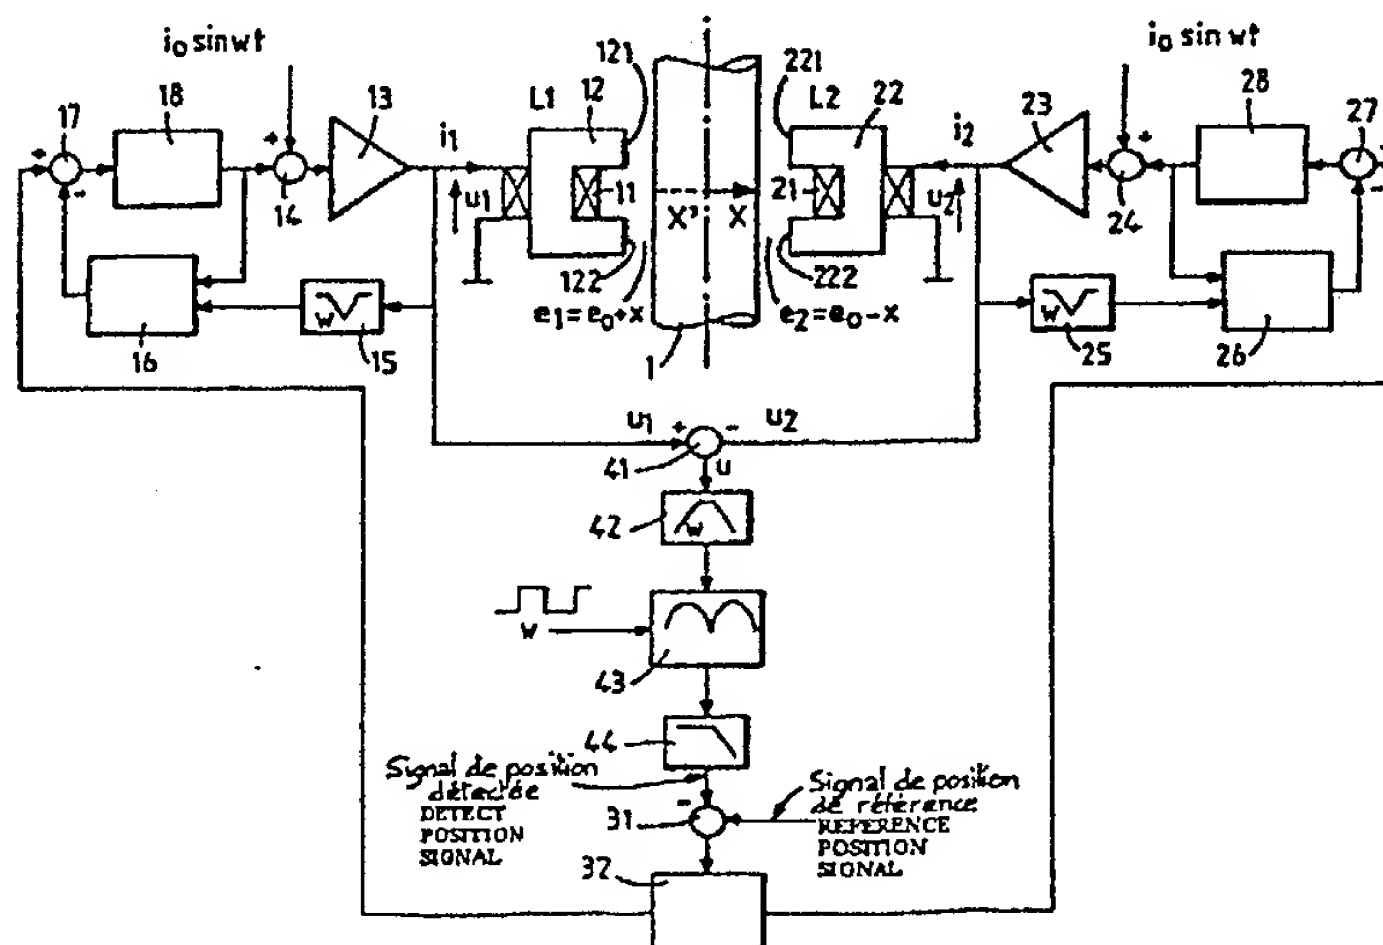 i₀ sin wt
i₀ sin wt
121
221
18
12
L1
L2
22
28
17
13
23
27
+
+
+
+
i1
i2
-
-
14
u1
11
X'
X
21
u2
24
122
222
w
e1 = e0+x
e2 = e0-x
w
16
15
1
25
26
u1
+
-
u2
41
u
42
w
w
43
44
Signal de position
détectée
DETECT
POSITION
SIGNAL
Signal de position
de référence
REFERENCE
POSITION
SIGNAL
-
31
32